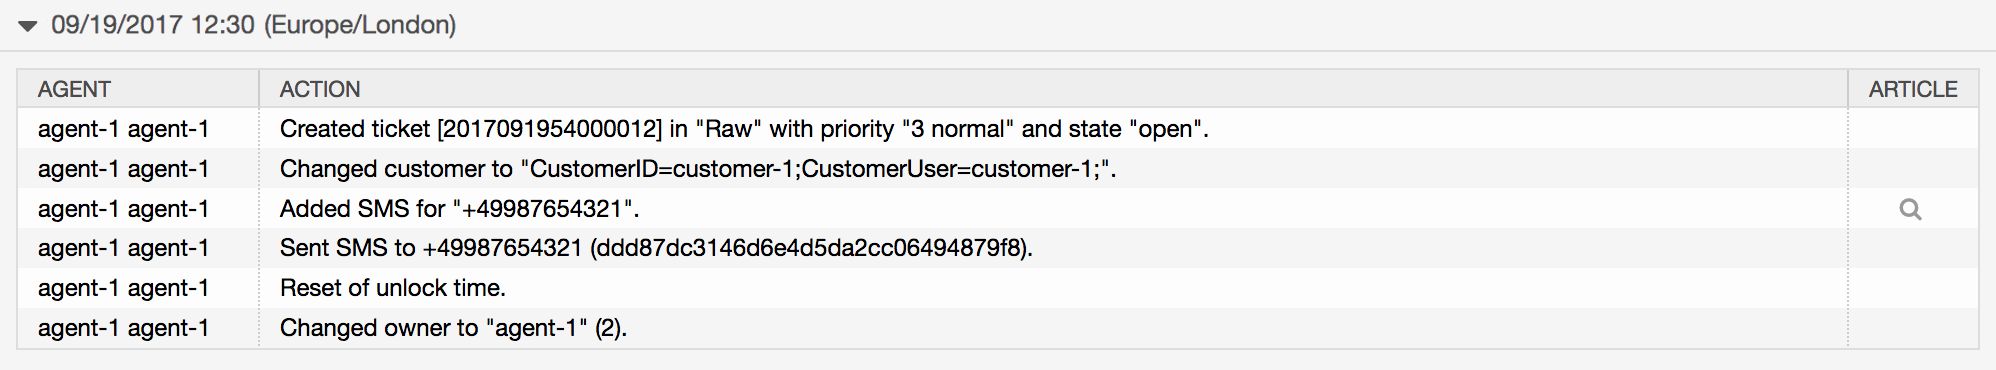 09/19/2017 12:30 (Europe/London)
AGENT ACTION ARTICLE
agent-1 agent-1 Created ticket [2017091954000012] in "Raw" with priority "3 normal" and state "open".
agent-1 agent-1 Changed customer to "CustomerID=customer-1;CustomerUser=customer-1;".
agent-1 agent-1 Added SMS for "+49987654321".
agent-1 agent-1 Sent SMS to +49987654321 (ddd87dc3146d6e4d5da2cc06494879f8).
agent-1 agent-1 Reset of unlock time.
agent-1 agent-1 Changed owner to "agent-1" (2).